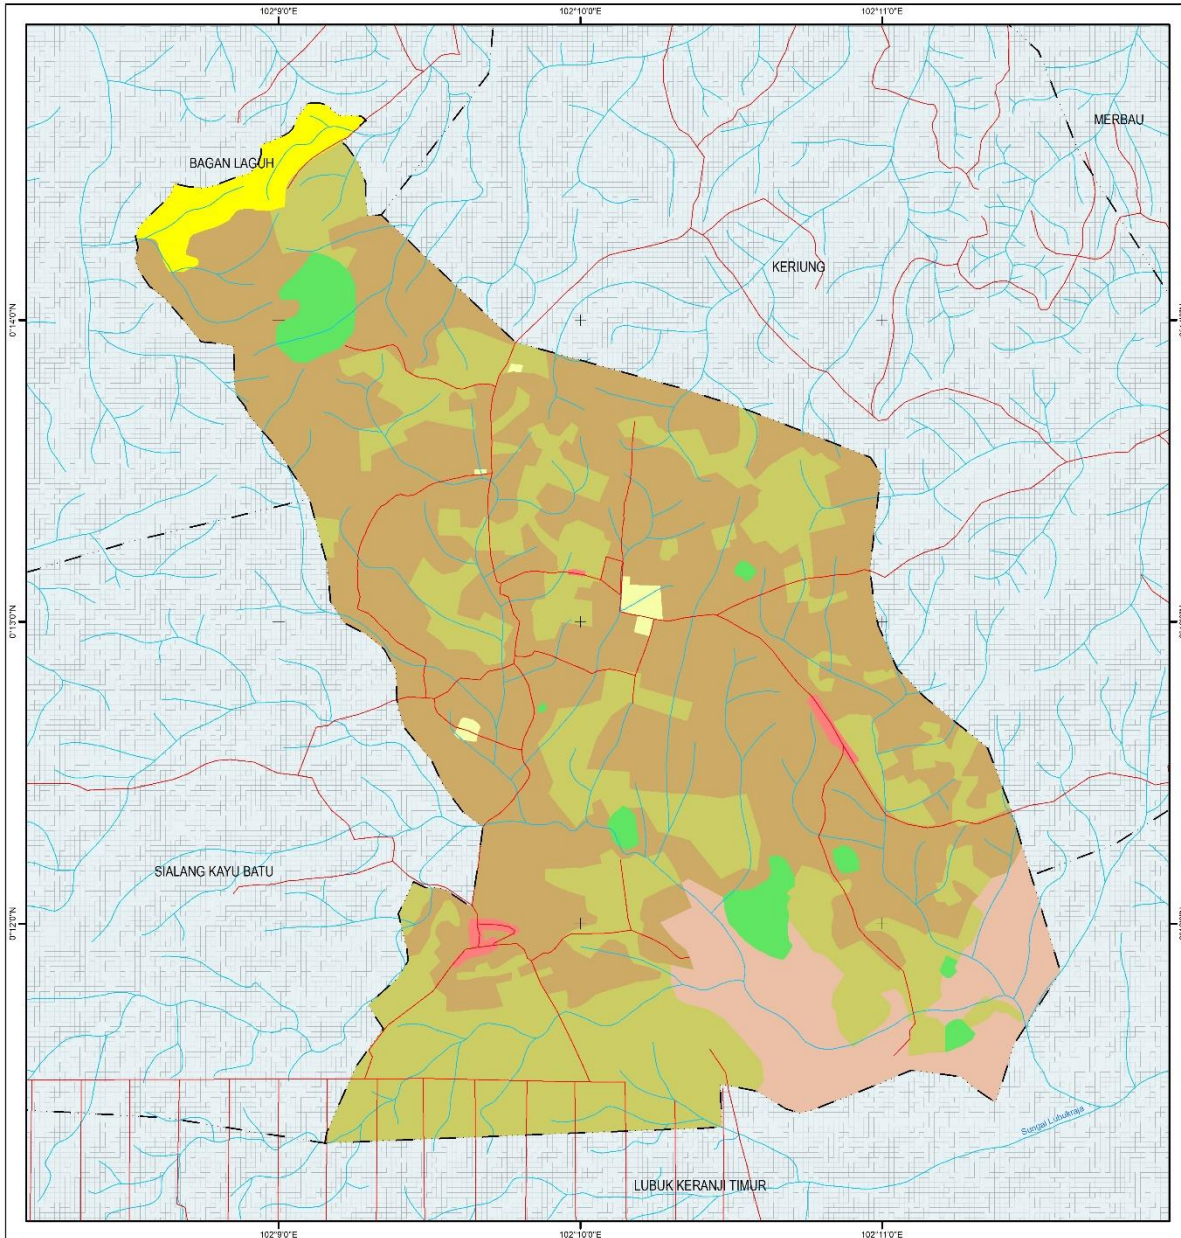 102°9'0"E
102°10'0"E
102°11'0"E
MERBAU
BAGAN LAGUH
KERIUNG
0°14'0"N
0°13'0"N
SIALANG KAYU BATU
0°12'0"N
Sungai Lubukraja
LUBUK KERANJI TIMUR
102°9'0"E
102°10'0"E
102°11'0"E